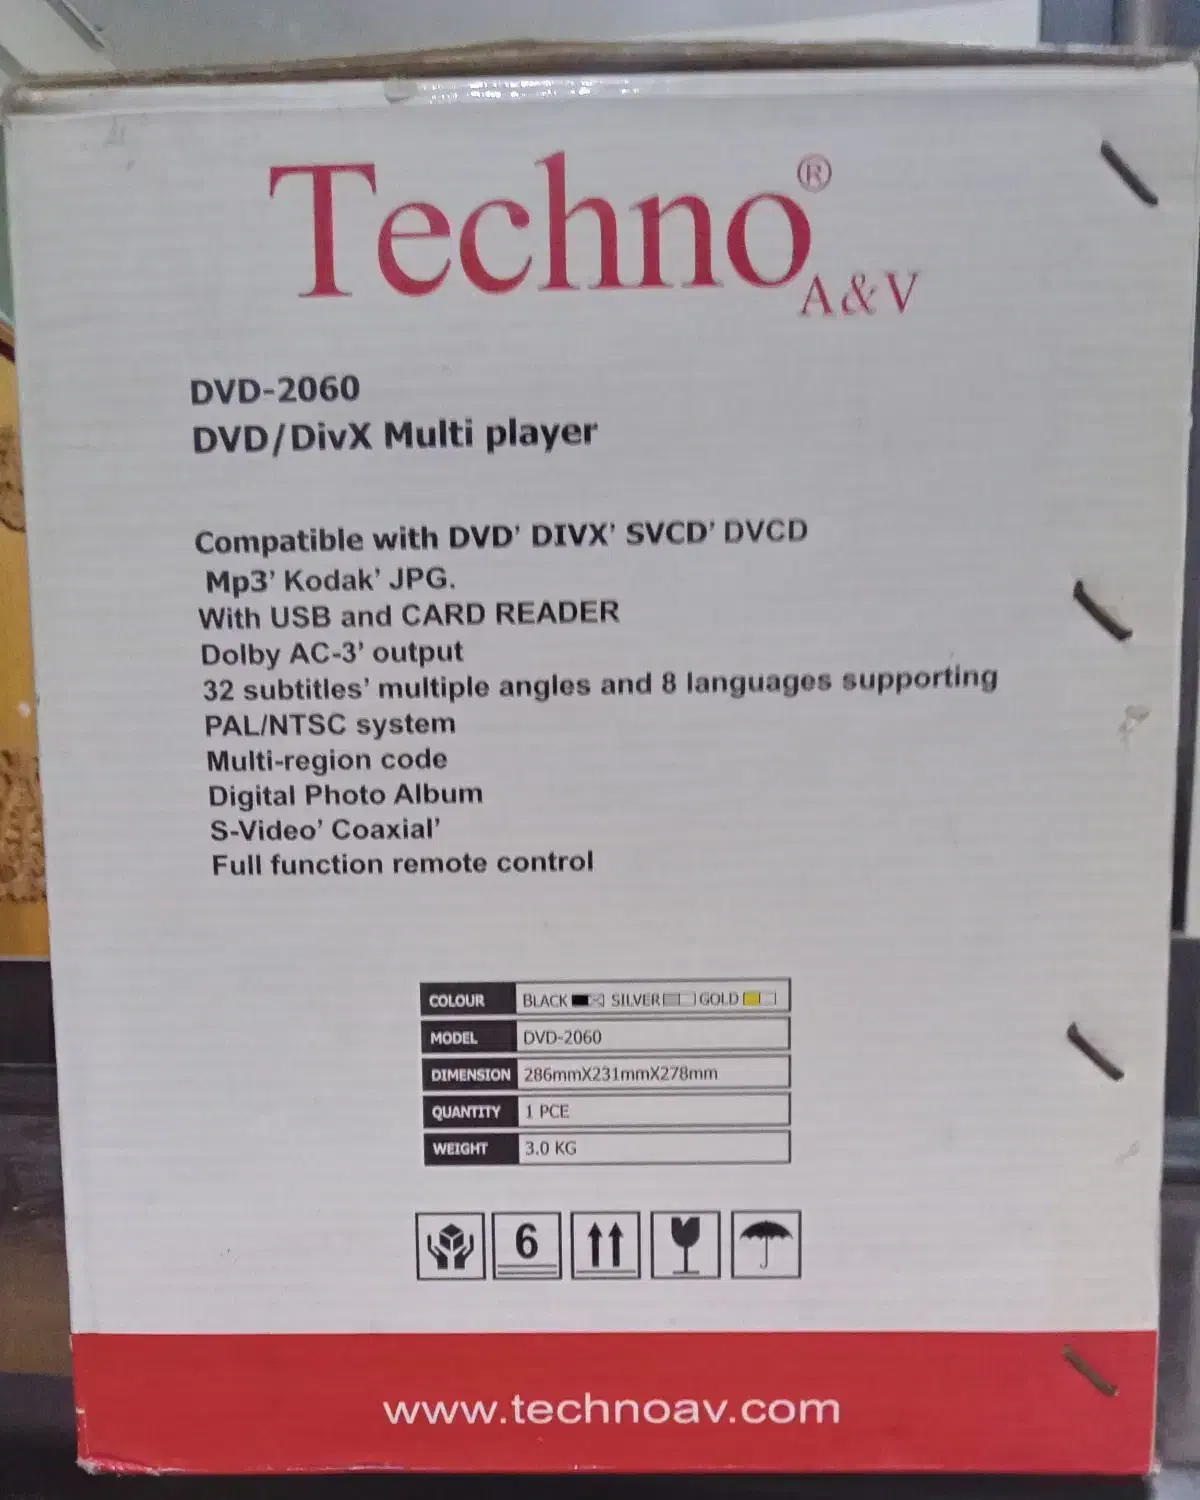 Techno®
A&V
DVD-2060
DVD/DivX Multi player
Compatible with DVD' DIVX' SVCD' DVCD
Mp3' Kodak' JPG.
With USB and CARD READER
Dolby AC-3' output
32 subtitles' multiple angles and 8 languages supporting
PAL/NTSC system
Multi-region code
Digital Photo Album
S-Video' Coaxial'
Full function remote control
COLOUR BLACK SILVER GOLD
MODEL DVD-2060
DIMENSION 286mmX231mmX278mm
QUANTITY 1 PCE
WEIGHT 3.0 KG
6
www.technoav.com